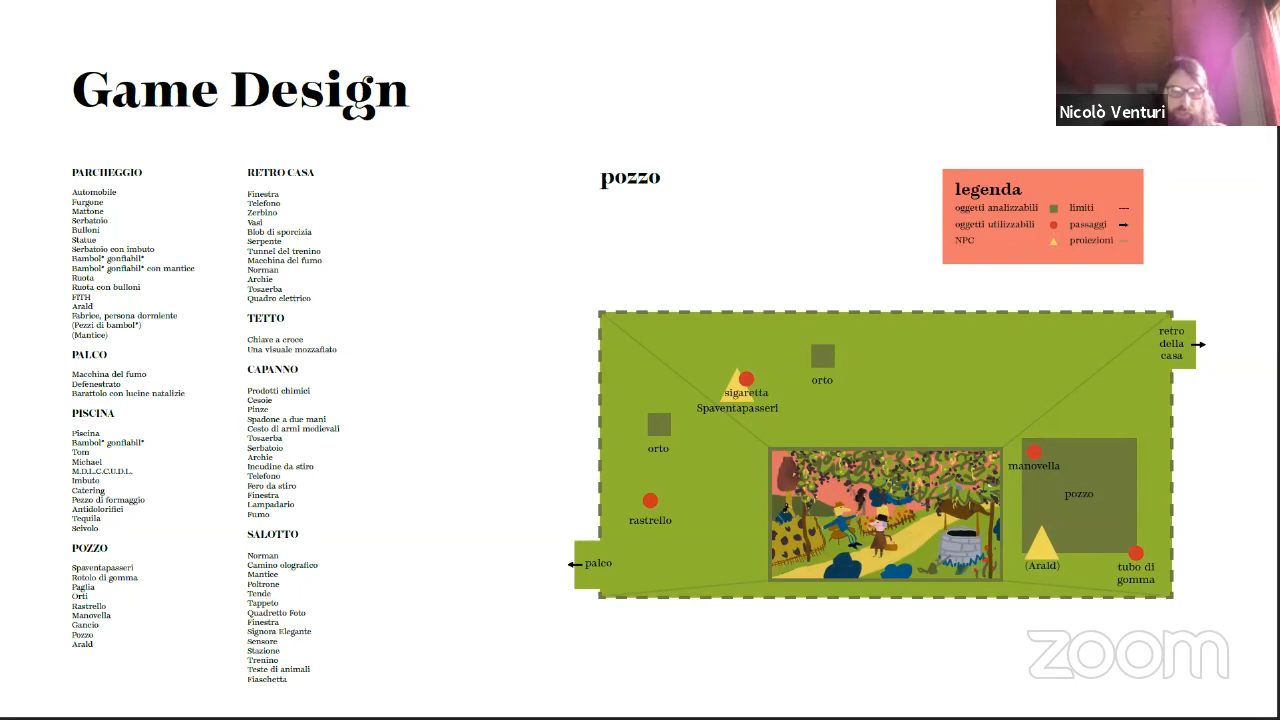 Game Design
Nicolò Venturi
PARCHEGGIO
Automobile
Furgone
Mattone
Serbatoio
Bulloni
Statue
Serbatoio con imbuto
Bambol* gonfiabil*
Bambol* gonfiabil* con mantice
Ruota
Ruota con bulloni
FITH
Arald
Fabrice, persona dormiente
(Pezzi di bambol*)
(Mantice)
PALCO
Macchina del fumo
Defenestrato
Barattolo con lucine natalizie
PISCINA
Piscina
Bambol* gonfiabil*
Tom
Michael
M.D.L.C.C.U.D.L.
Imbuto
Catering
Pezzo di formaggio
Antidolorifici
Tequila
Scivolo
POZZO
Spaventapasseri
Rotolo di gomma
Paglia
Orti
Rastrello
Manovella
Gancio
Pozzo
Arald
RETRO CASA
Finestra
Telefono
Zerbino
Vasi
Blob di sporcizia
Serpente
Tunnel del trenino
Macchina del fumo
Norman
Archie
Tosaerba
Quadro elettrico
TETTO
Chiave a croce
Una visuale mozzafiato
CAPANNO
Prodotti chimici
Cesoie
Pinze
Spadone a due mani
Costo di armi medievali
Tosaerba
Serbatoio
Archie
Incudine da stiro
Telefono
Fero da stiro
Finestra
Lampadario
Fumo
SALOTTO
Norman
Camino olografico
Mantice
Poltrone
Tende
Tappeto
Quadretto Foto
Finestra
Signora Elegante
Sensore
Stazione
Trenino
Teste di animali
Fiaschetta
pozzo
legenda
oggetti analizzabili
limiti
oggetti utilizzabili
passaggi
NPC
proiezioni
retro
della
casa
orto
sigaretta
Spaventapasseri
orto
manovella
pozzo
rastrello
palco
(Arald)
tubo di
gomma
zoom